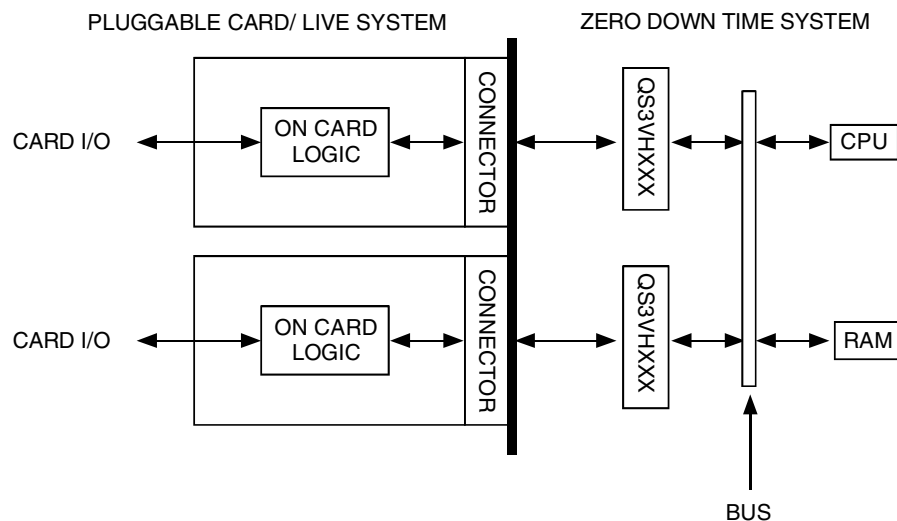 PLUGGABLE CARD/ LIVE SYSTEM
ZERO DOWN TIME SYSTEM
CARD I/O
ON CARD
LOGIC
CONNECTOR
QS3VHXXX
CPU
CARD I/O
ON CARD
LOGIC
CONNECTOR
QS3VHXXX
RAM
BUS